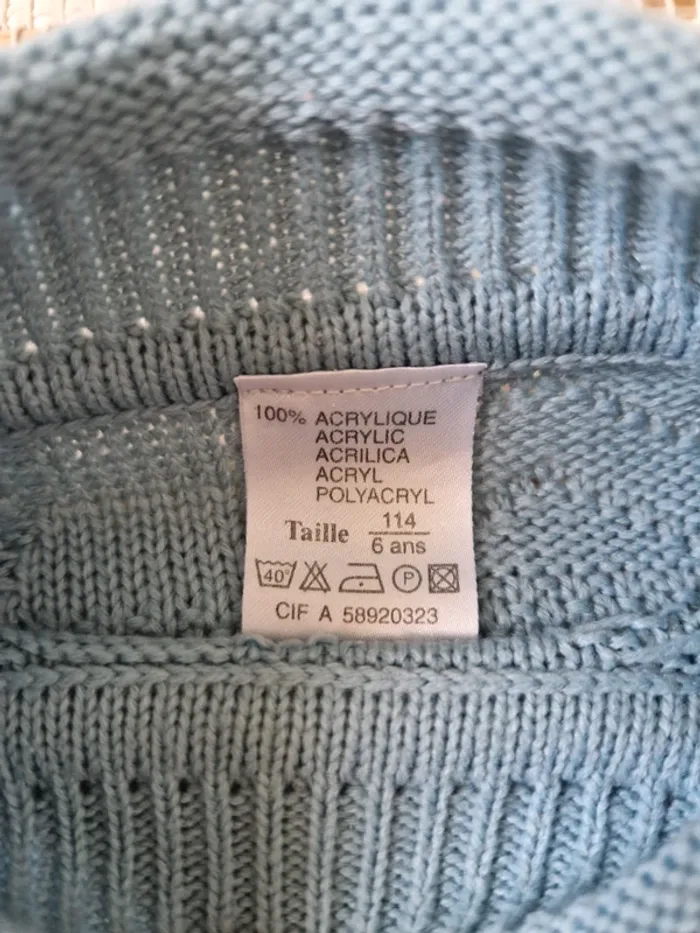 100% ACRYLIQUE
ACRYLIC
ACRILICA
ACRYL
POLYACRYL
Taille 114
6 ans
40° P
CIF A 58920323